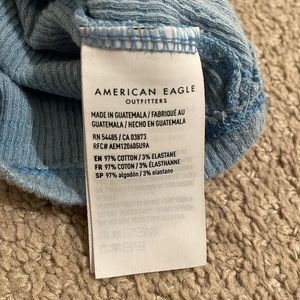 AMERICAN EAGLE
OUTFITTERS
MADE IN GUATEMALA / FABRIQUÉ AU
GUATEMALA / HECHO EN GUATEMALA
RN 54485 / CA 03873
RFC# AEM120605U9A
EN 97% COTTON / 3% ELASTANE
FR 97% COTON / 3% ÉLASTHANNE
SP 97% algodón / 3% elastano